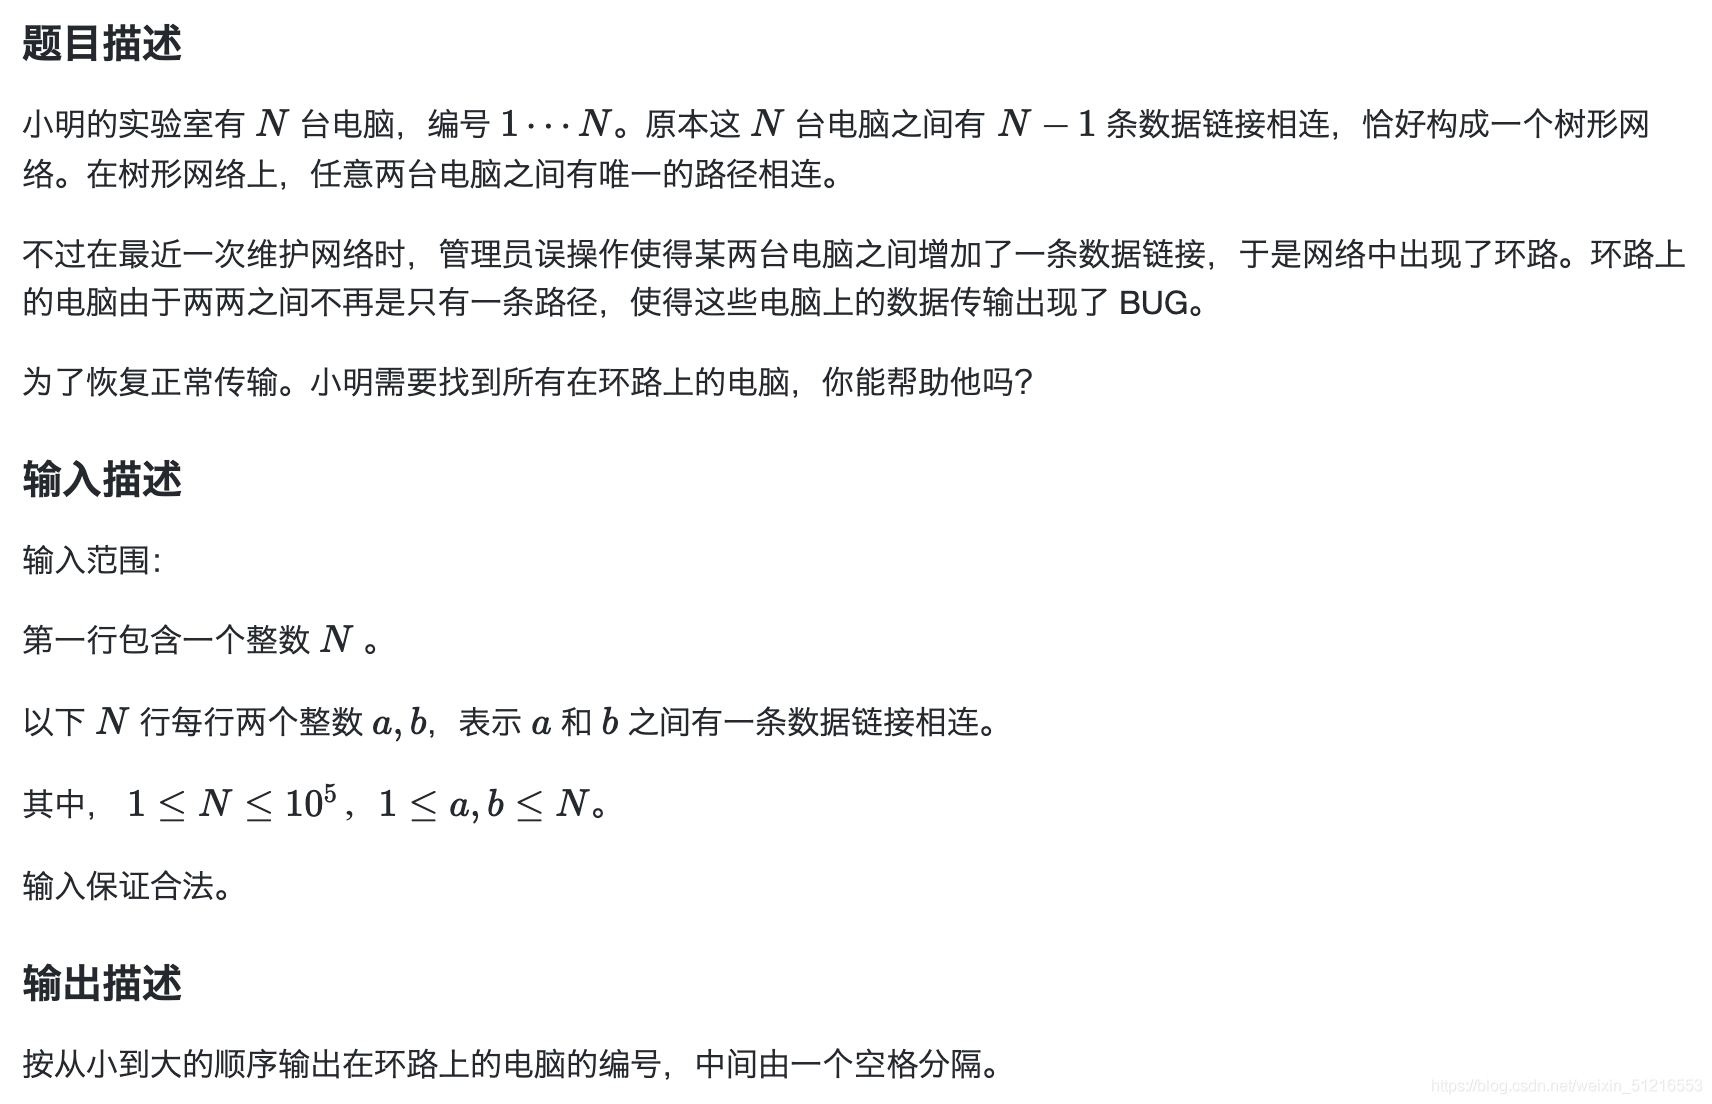 题目描述
小明的实验室有 N 台电脑，编号 1⋯N。原本这 N 台电脑之间有 N − 1 条数据链接相连，恰好构成一个树形网
络。在树形网络上，任意两台电脑之间有唯一的路径相连。
不过在最近一次维护网络时，管理员误操作使得某两台电脑之间增加了一条数据链接，于是网络中出现了环路。环路上
的电脑由于两两之间不再是只有一条路径，使得这些电脑上的数据传输出现了 BUG。
为了恢复正常传输。小明需要找到所有在环路上的电脑，你能帮助他吗？
输入描述
输入范围：
第一行包含一个整数 N 。
以下 N 行每行两个整数 a, b，表示 a 和 b 之间有一条数据链接相连。
其中， 1 ≤ N ≤ 10⁵ , 1 ≤ a, b ≤ N。
输入保证合法。
输出描述
按从小到大的顺序输出在环路上的电脑的编号，中间由一个空格分隔。
https://blog.csdn.net/weixin_51216553